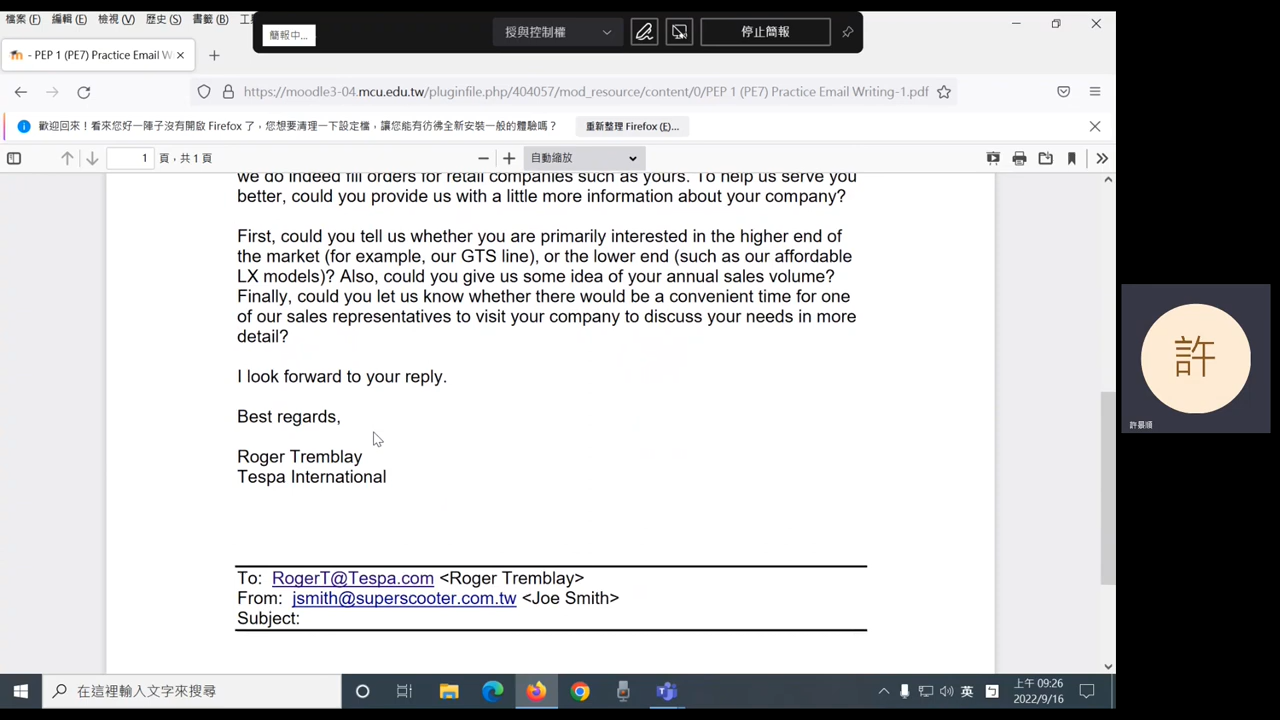 檔案(F) 編輯(E) 檢視(V) 歷史(S) 書籤(B)
簡報中...
授與控制權
停止簡報
- PEP 1 (PE7) Practice Email W
https://moodle3-04.mcu.edu.tw/pluginfile.php/404057/mod_resource/content/0/PEP 1 (PE7) Practice Email Writing-1.pdf
歡迎回來！看來您好一陣子沒有開啟 Firefox 了，您想要清理一下設定檔，讓您能有彷彿全新安裝一般的體驗嗎？ 重新整理 Firefox (E)...
1 頁，共 1 頁
自動縮放
we do indeed fill orders for retail companies such as yours. To help us serve you
better, could you provide us with a little more information about your company?
First, could you tell us whether you are primarily interested in the higher end of
the market (for example, our GTS line), or the lower end (such as our affordable
LX models)? Also, could you give us some idea of your annual sales volume?
Finally, could you let us know whether there would be a convenient time for one
of our sales representatives to visit your company to discuss your needs in more
detail?
I look forward to your reply.
Best regards,
Roger Tremblay
Tespa International
To: RogerT@Tespa.com <Roger Tremblay>
From: jsmith@superscooter.com.tw <Joe Smith>
Subject:
許
許景順
在這裡輸入文字來搜尋
英
上午 09:26
2022/9/16